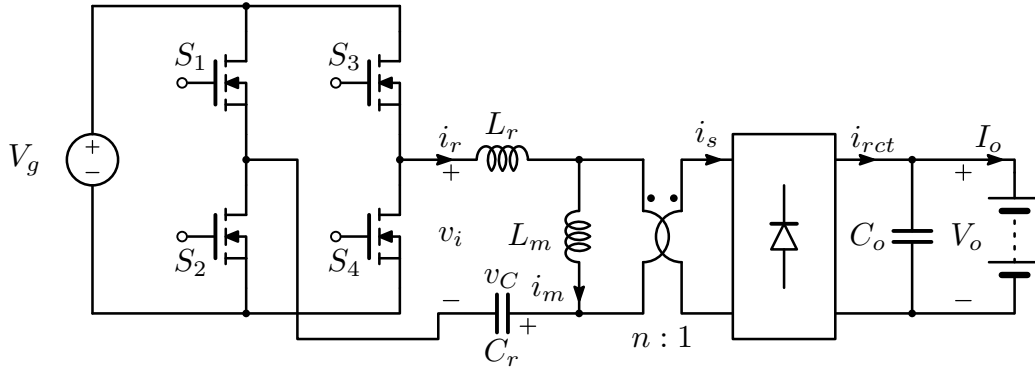 S1
S3
Vg
+
−
ir
Lr
is
irct
Io
+
+
S2
S4
vi
Lm
Co
Vo
vC
im
−
+
−
Cr
n : 1